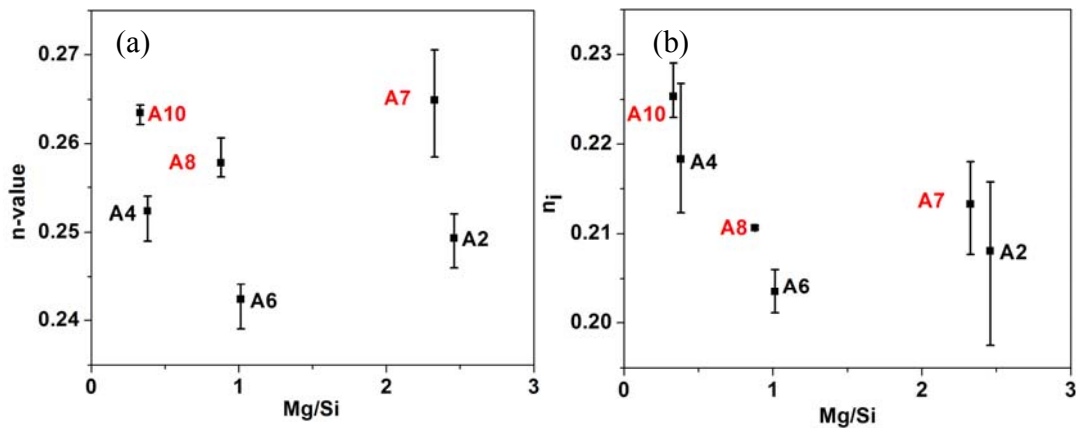 (a)
n-value
0.27
0.26
0.25
0.24
A10
A8
A7
A4
A2
A6
0 1 2 3
Mg/Si
(b)
n_i
0.23
0.22
0.21
0.20
A10
A4
A8
A7
A6
A2
0 1 2 3
Mg/Si